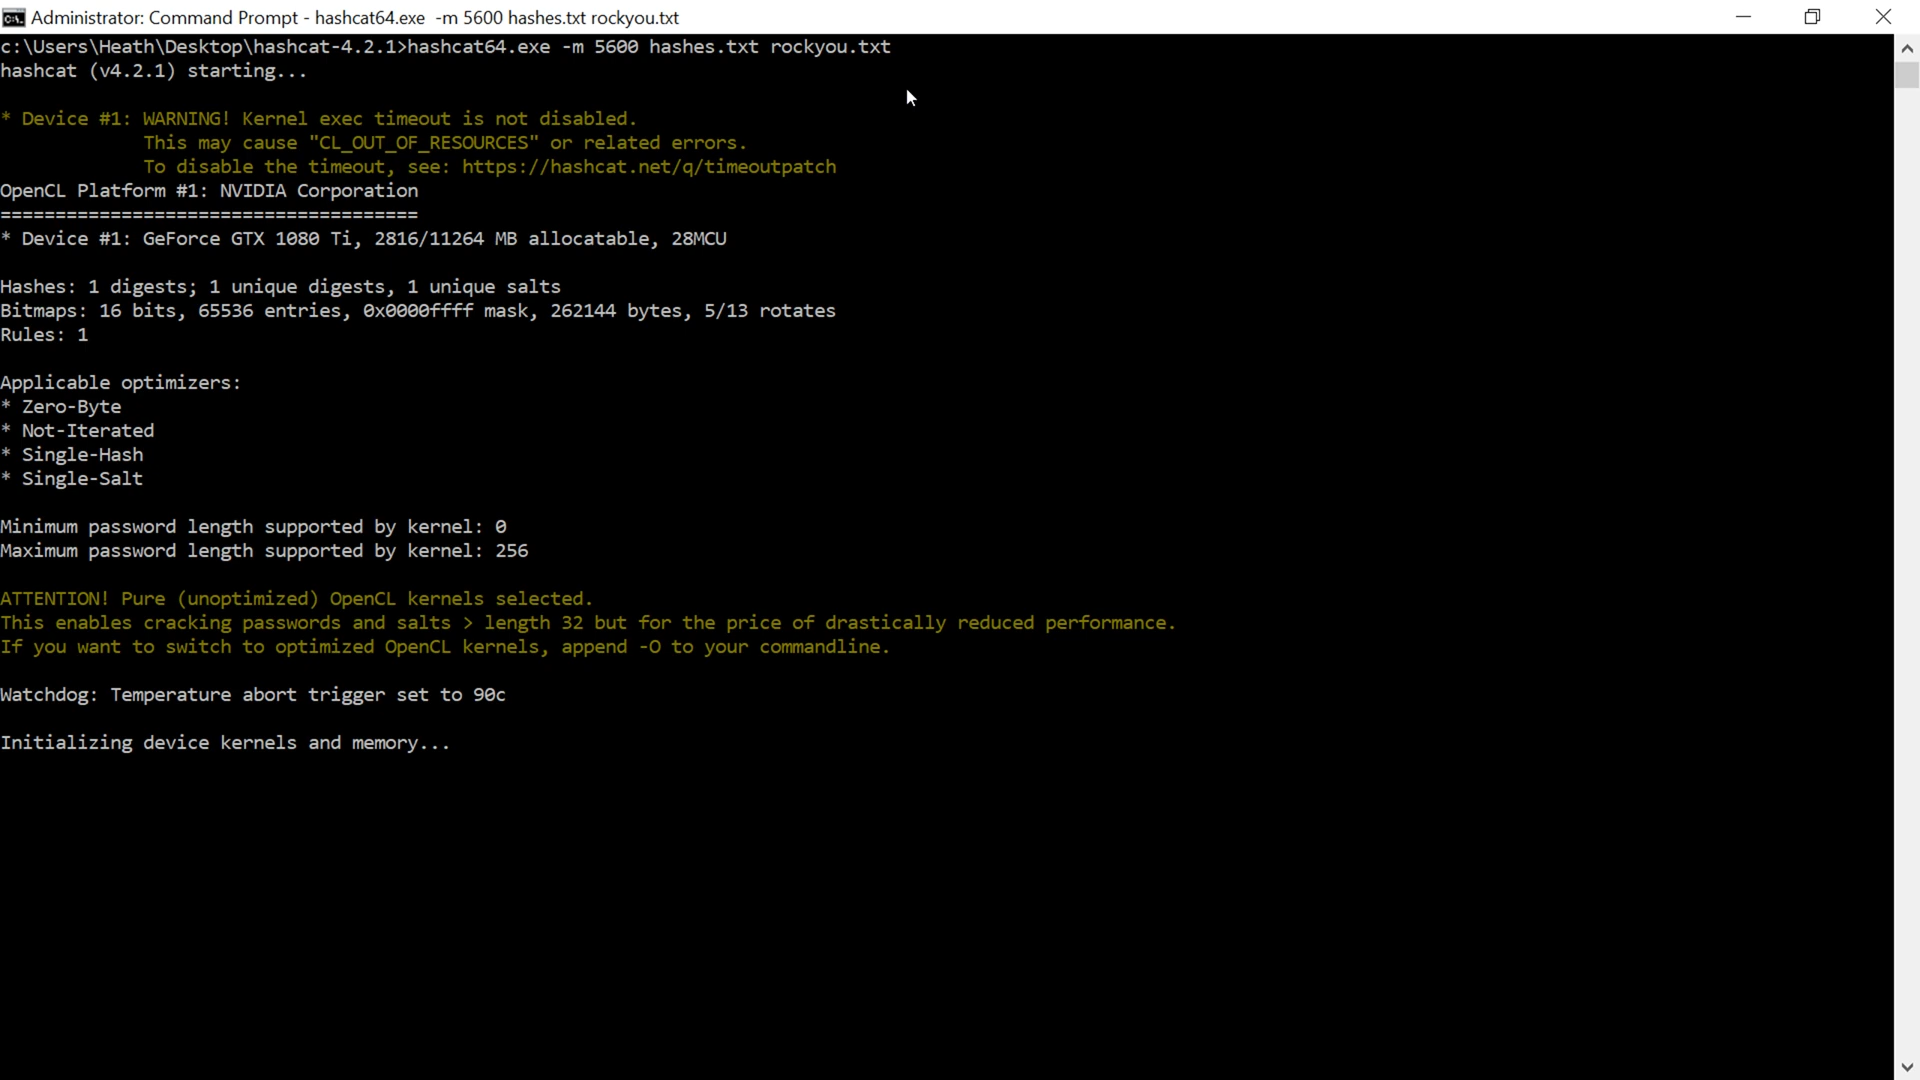 Administrator: Command Prompt - hashcat64.exe  -m 5600 hashes.txt rockyou.txt
c:\Users\Heath\Desktop\hashcat-4.2.1>hashcat64.exe -m 5600 hashes.txt rockyou.txt
hashcat (v4.2.1) starting...
* Device #1: WARNING! Kernel exec timeout is not disabled.
This may cause "CL_OUT_OF_RESOURCES" or related errors.
To disable the timeout, see: https://hashcat.net/q/timeoutpatch
OpenCL Platform #1: NVIDIA Corporation
======================================
* Device #1: GeForce GTX 1080 Ti, 2816/11264 MB allocatable, 28MCU
Hashes: 1 digests; 1 unique digests, 1 unique salts
Bitmaps: 16 bits, 65536 entries, 0x0000ffff mask, 262144 bytes, 5/13 rotates
Rules: 1
Applicable optimizers:
* Zero-Byte
* Not-Iterated
* Single-Hash
* Single-Salt
Minimum password length supported by kernel: 0
Maximum password length supported by kernel: 256
ATTENTION! Pure (unoptimized) OpenCL kernels selected.
This enables cracking passwords and salts > length 32 but for the price of drastically reduced performance.
If you want to switch to optimized OpenCL kernels, append -O to your commandline.
Watchdog: Temperature abort trigger set to 90c
Initializing device kernels and memory...